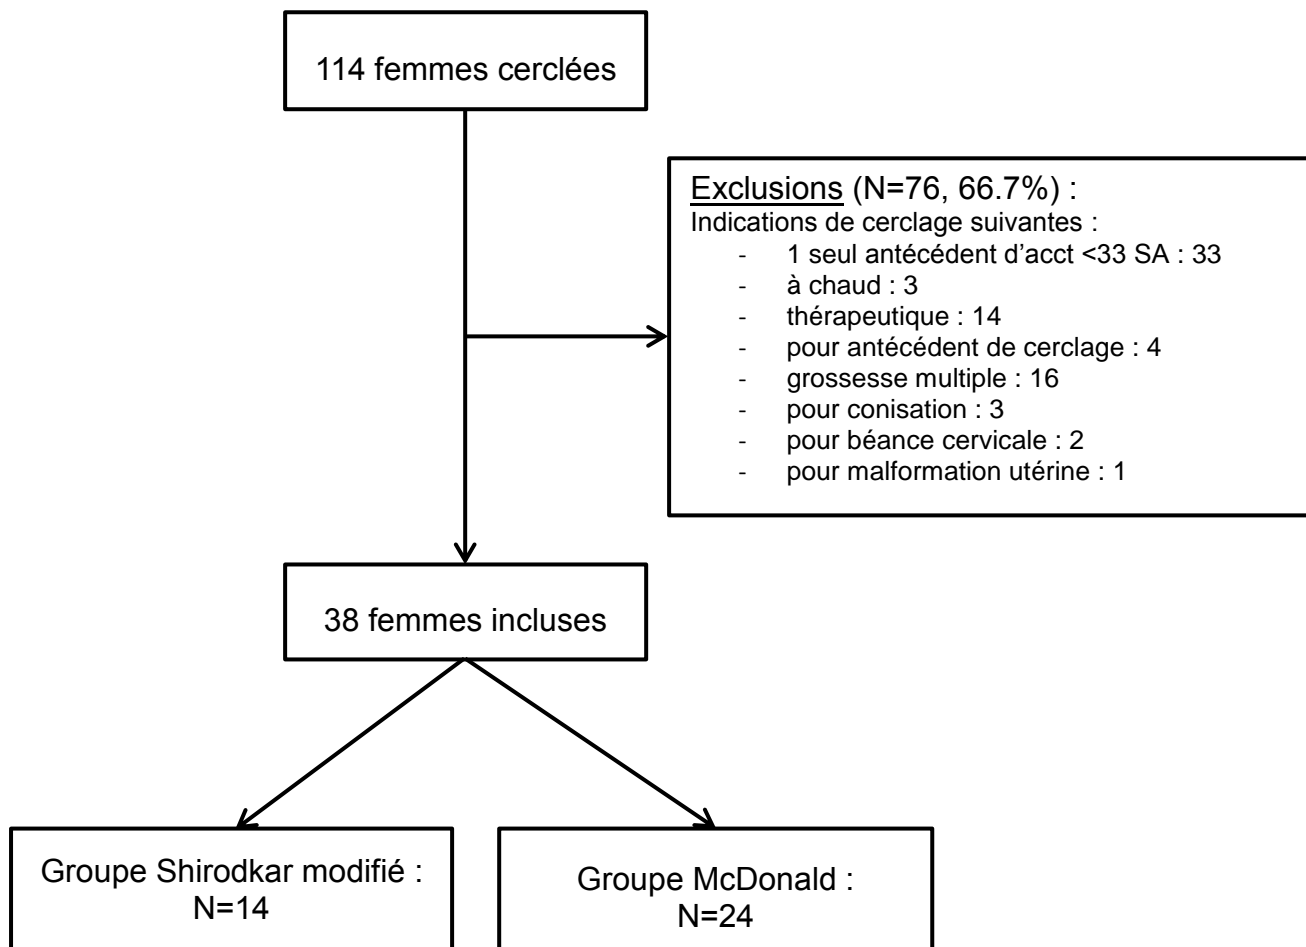 114 femmes cerclées
Exclusions (N=76, 66.7%) :
Indications de cerclage suivantes :
- 1 seul antécédent d’acct <33 SA : 33
- à chaud : 3
- thérapeutique : 14
- pour antécédent de cerclage : 4
- grossesse multiple : 16
- pour conisation : 3
- pour béance cervicale : 2
- pour malformation utérine : 1
38 femmes incluses
Groupe Shirodkar modifié :
N=14
Groupe McDonald :
N=24